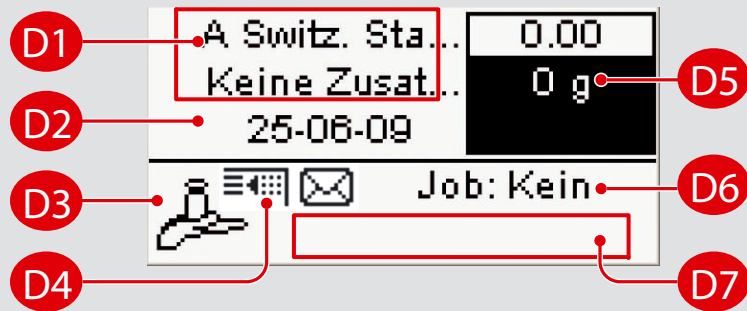 D1
A Switz. Sta... 0.00
Keine Zusat... 0 g
D5
D2
25-06-09
D3
Job: Kein
D6
D4
D7